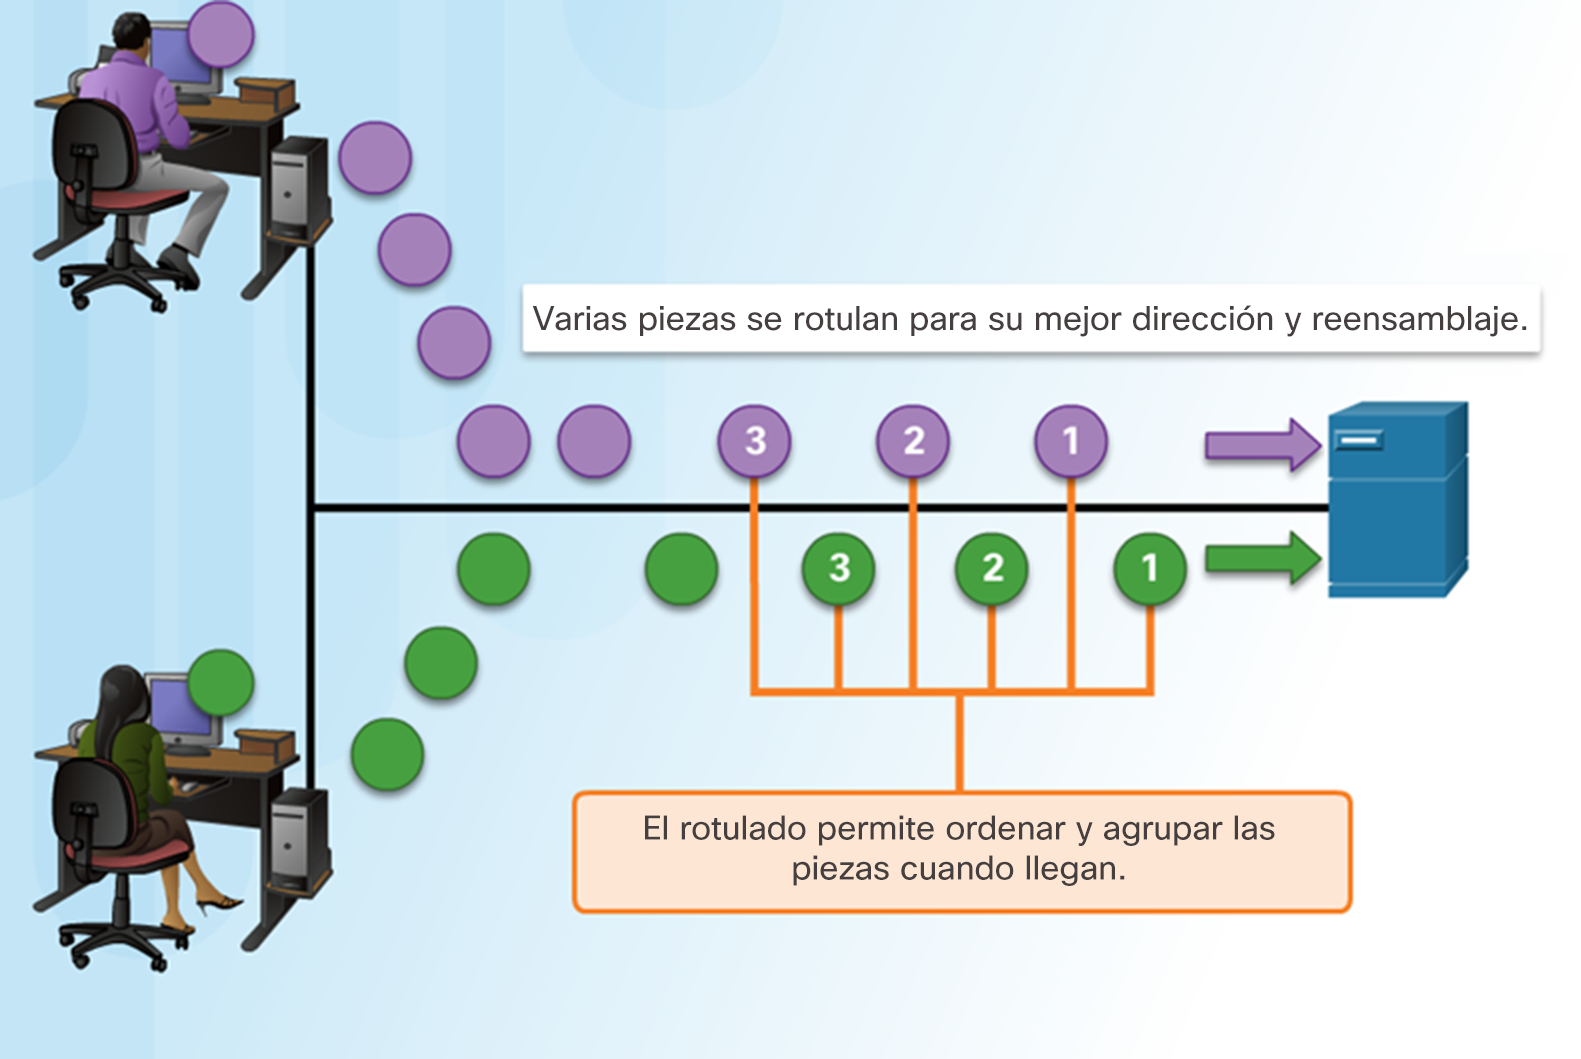 Varias piezas se rotulan para su mejor dirección y reensamblaje.
3 2 1
3 2 1
El rotulado permite ordenar y agrupar las
piezas cuando llegan.